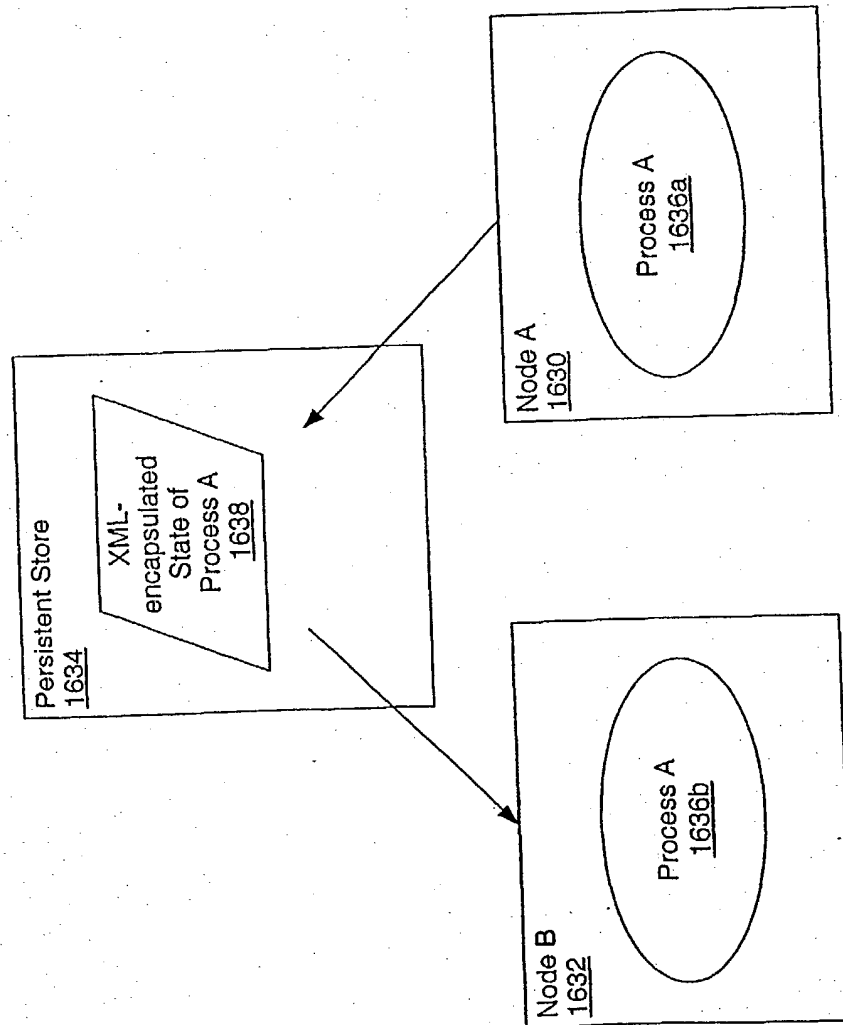 Persistent Store
1634
XML-
encapsulated
State of
Process A
1638
Node A
1630
Process A
1636a
Node B
1632
Process A
1636b